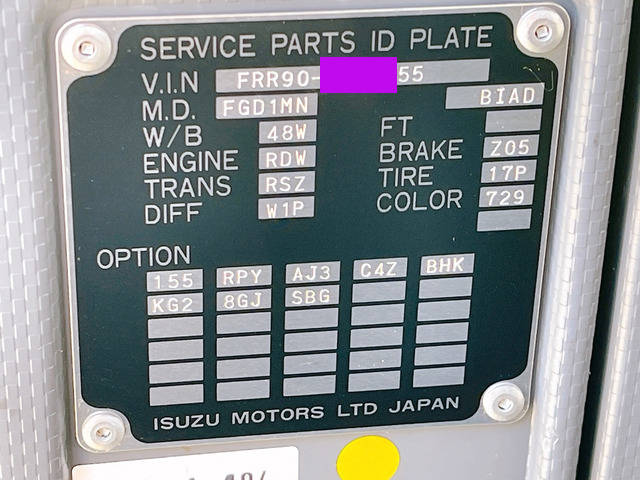 SERVICE PARTS ID PLATE
V.I.N FRR90- 55
M.D. FGD1MN BIAD
W/B 48W FT
ENGINE RDW BRAKE Z05
TRANS RSZ TIRE 17P
DIFF W1P COLOR 729
OPTION
155 RPY AJ3 C4Z BHK
KG2 8GJ SBG
ISUZU MOTORS LTD JAPAN